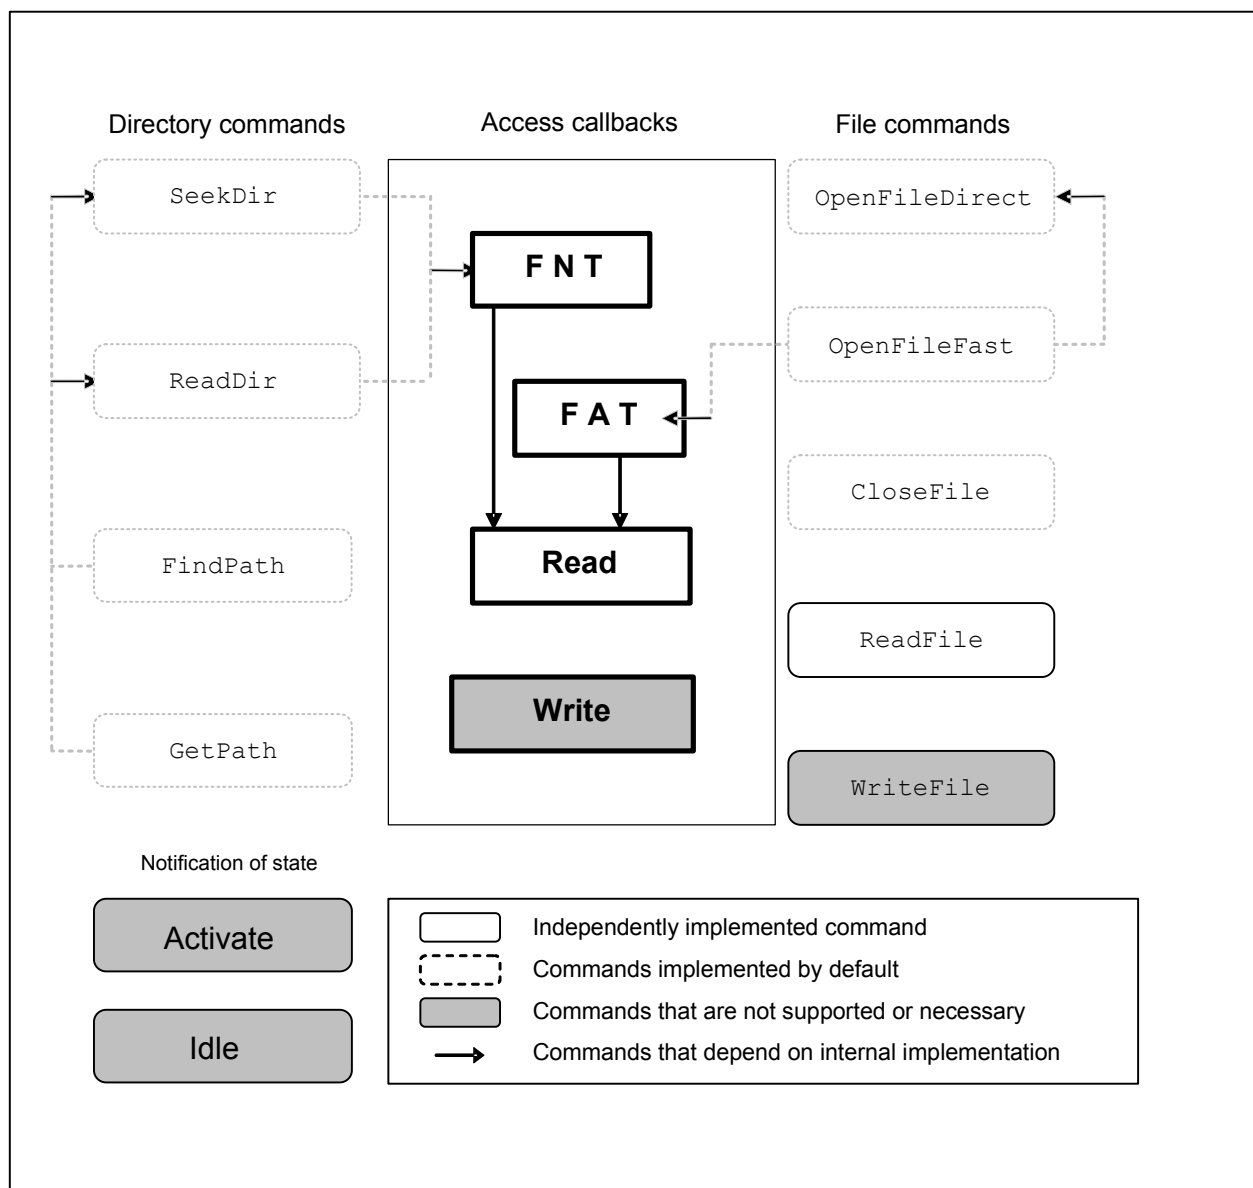 Directory commands
Access callbacks
File commands
SeekDir
OpenFileDirect
F N T
ReadDir
OpenFileFast
F A T
CloseFile
FindPath
Read
ReadFile
Write
GetPath
WriteFile
Notification of state
Activate
Idle
Independently implemented command
Commands implemented by default
Commands that are not supported or necessary
Commands that depend on internal implementation